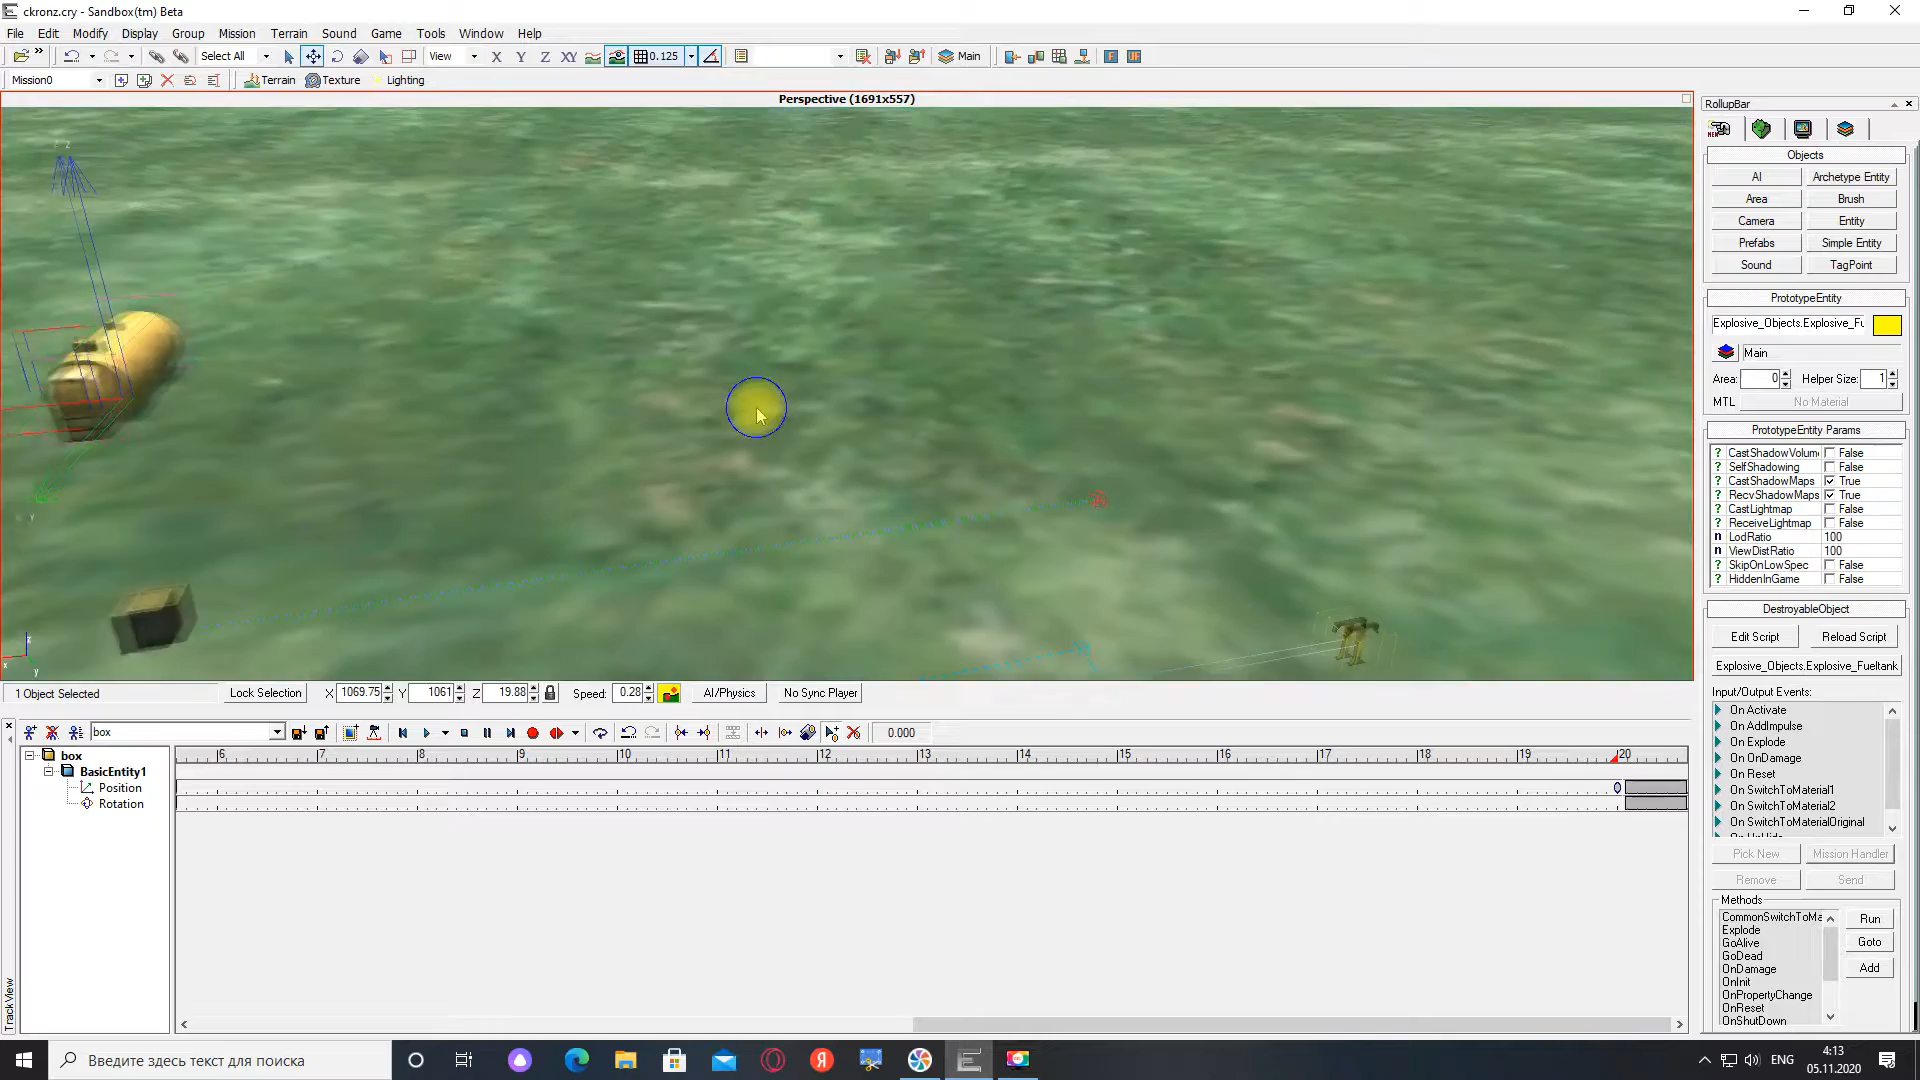 ckronz.cry - Sandbox(tm) Beta
File Edit Modify Display Group Mission Terrain Sound Game Tools Window Help
Select All View X Y Z XY 0.125 Main
Mission0 Terrain Texture Lighting
Perspective (1691x557)
RollupBar
Objects
AI Archetype Entity
Area Brush
Camera Entity
Prefabs Simple Entity
Sound TagPoint
PrototypeEntity
Explosive_Objects.Explosive_Fu
Main
Area: 0 Helper Size: 1
MTL No Material
PrototypeEntity Params
? CastShadowVolum False
? SelfShadowing False
? CastShadowMaps True
? RecvShadowMaps True
? CastLightmap False
? ReceiveLightmap False
n LodRatio 100
n ViewDistRatio 100
? SkipOnLowSpec False
? HiddenInGame False
DestroyableObject
Edit Script Reload Script
Explosive_Objects.Explosive_Fueltank
Input/Output Events:
On Activate
On AddImpulse
On Explode
On OnDamage
On Reset
On SwitchToMaterial1
On SwitchToMaterial2
On SwitchToMaterialOriginal
On UnHide
Pick New Mission Handler
Remove Send
Methods
CommonSwitchToMa
Explode
GoAlive
GoDead
OnDamage
OnInit
OnPropertyChange
OnReset
OnShutDown
Run
Goto
Add
z
y
z
x
y
1 Object Selected Lock Selection X 1069.75 Y 1061 Z 19.88 Speed: 0.28 AI/Physics No Sync Player
box 0.000
box
BasicEntity1
Position
Rotation
6 7 8 9 10 11 12 13 14 15 16 17 18 19 20
TrackView
Введите здесь текст для поиска
ENG
4:13
05.11.2020